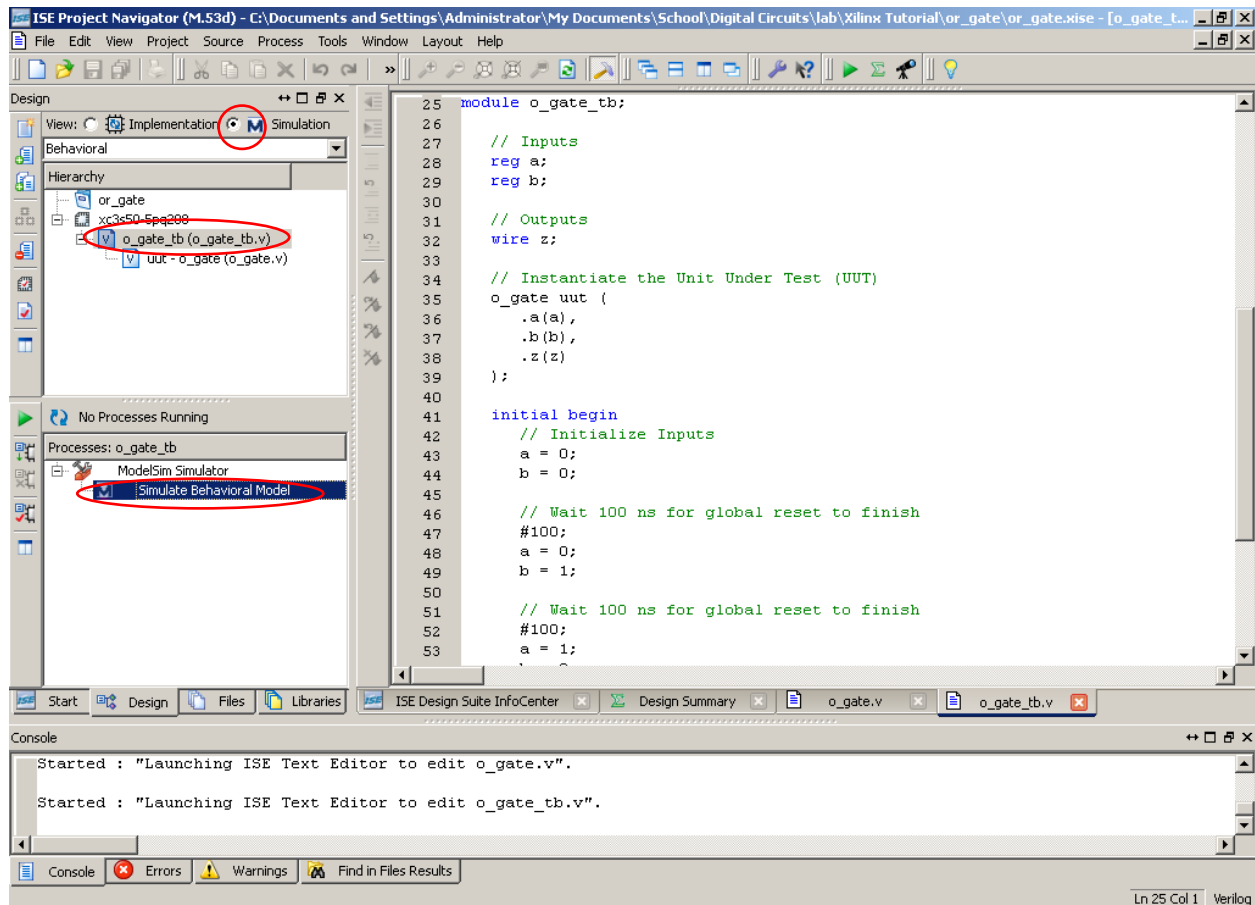 ISE Project Navigator (M.53d) - C:\Documents and Settings\Administrator\My Documents\School\Digital Circuits\lab\Xilinx Tutorial\or_gate\or_gate.xise - [o_gate_t...
File Edit View Project Source Process Tools Window Layout Help
Design
View: Implementation Simulation
Behavioral
Hierarchy
or_gate
xc3s50-5pq208
o_gate_tb (o_gate_tb.v)
uut - o_gate (o_gate.v)
No Processes Running
Processes: o_gate_tb
ModelSim Simulator
Simulate Behavioral Model
Start Design Files Libraries
25 module o_gate_tb;
26
27 // Inputs
28 reg a;
29 reg b;
30
31 // Outputs
32 wire z;
33
34 // Instantiate the Unit Under Test (UUT)
35 o_gate uut (
36 .a(a),
37 .b(b),
38 .z(z)
39 );
40
41 initial begin
42 // Initialize Inputs
43 a = 0;
44 b = 0;
45
46 // Wait 100 ns for global reset to finish
47 #100;
48 a = 0;
49 b = 1;
50
51 // Wait 100 ns for global reset to finish
52 #100;
53 a = 1;
ISE Design Suite InfoCenter Design Summary o_gate.v o_gate_tb.v
Console
Started : "Launching ISE Text Editor to edit o_gate.v".
Started : "Launching ISE Text Editor to edit o_gate_tb.v".
Console Errors Warnings Find in Files Results
Ln 25 Col 1 Verilog